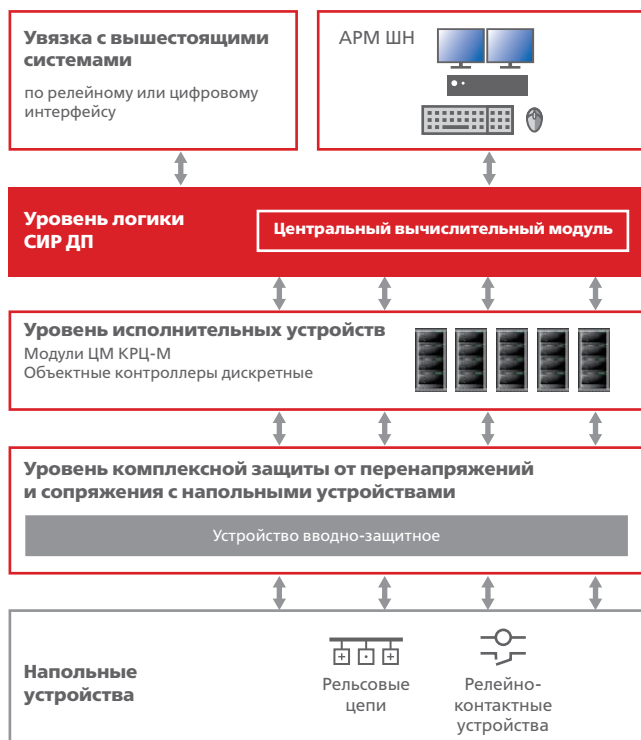 Увязка с вышестоящими
системами
по релейному или цифровому
интерфейсу
АРМ ШН
Уровень логики
СИР ДП
Центральный вычислительный модуль
Уровень исполнительных устройств
Модули ЦМ КРЦ-М
Объектные контроллеры дискретные
Уровень комплексной защиты от перенапряжений
и сопряжения с напольными устройствами
Устройство вводно-защитное
Напольные
устройства
Рельсовые
цепи
Релейно-
контактные
устройства